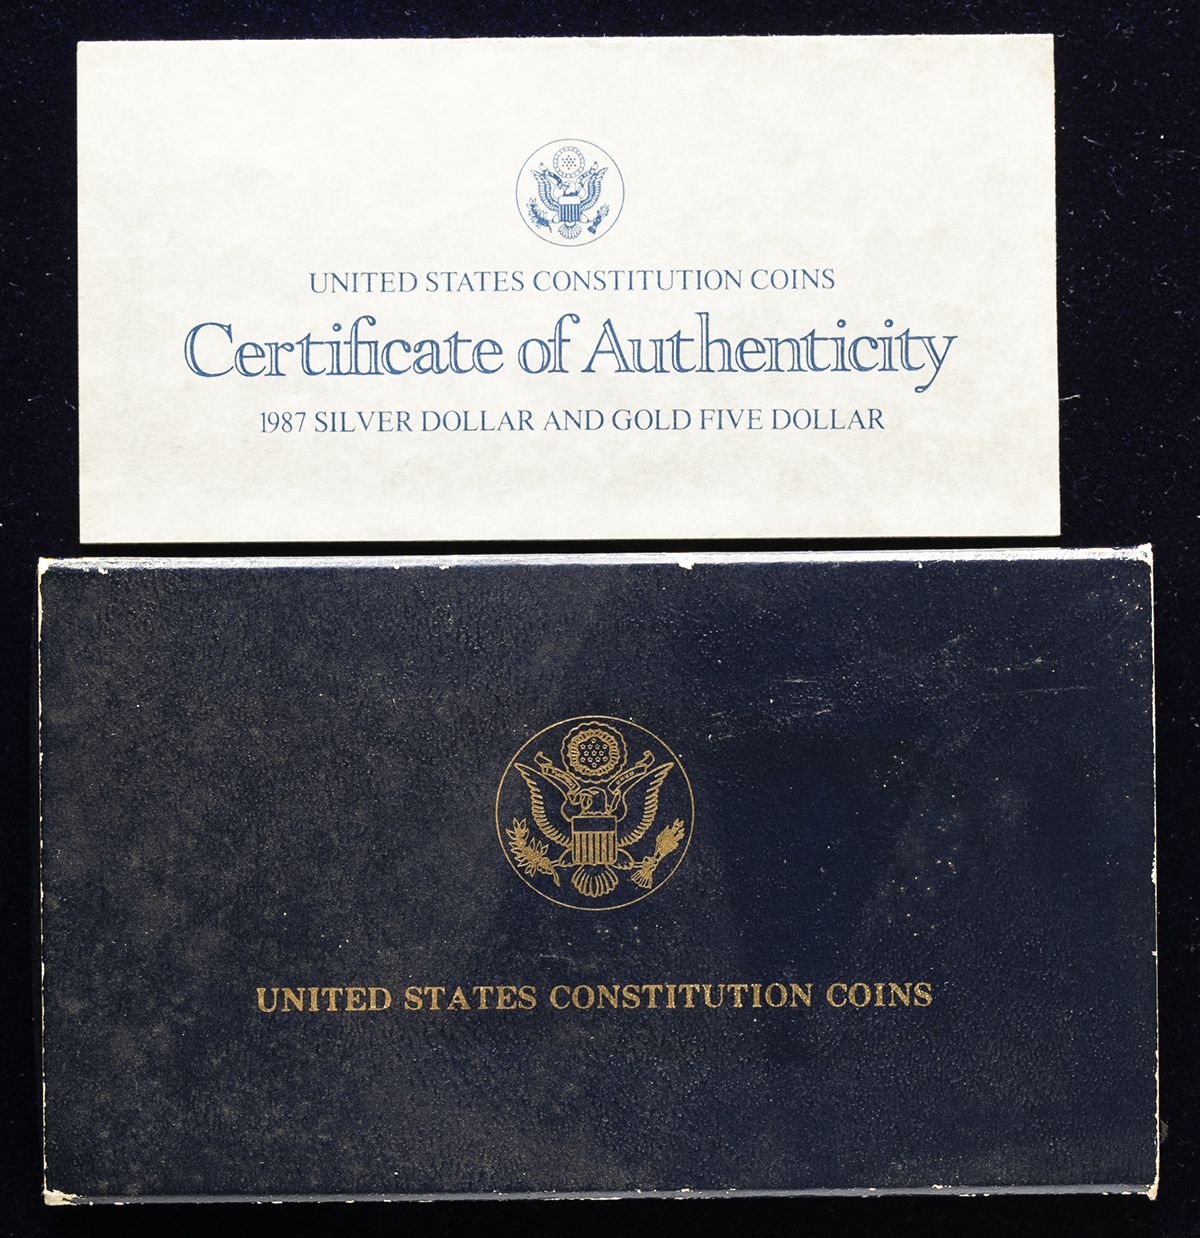 UNITED STATES CONSTITUTION COINS
Certificate of Authenticity
1987 SILVER DOLLAR AND GOLD FIVE DOLLAR
UNITED STATES CONSTITUTION COINS